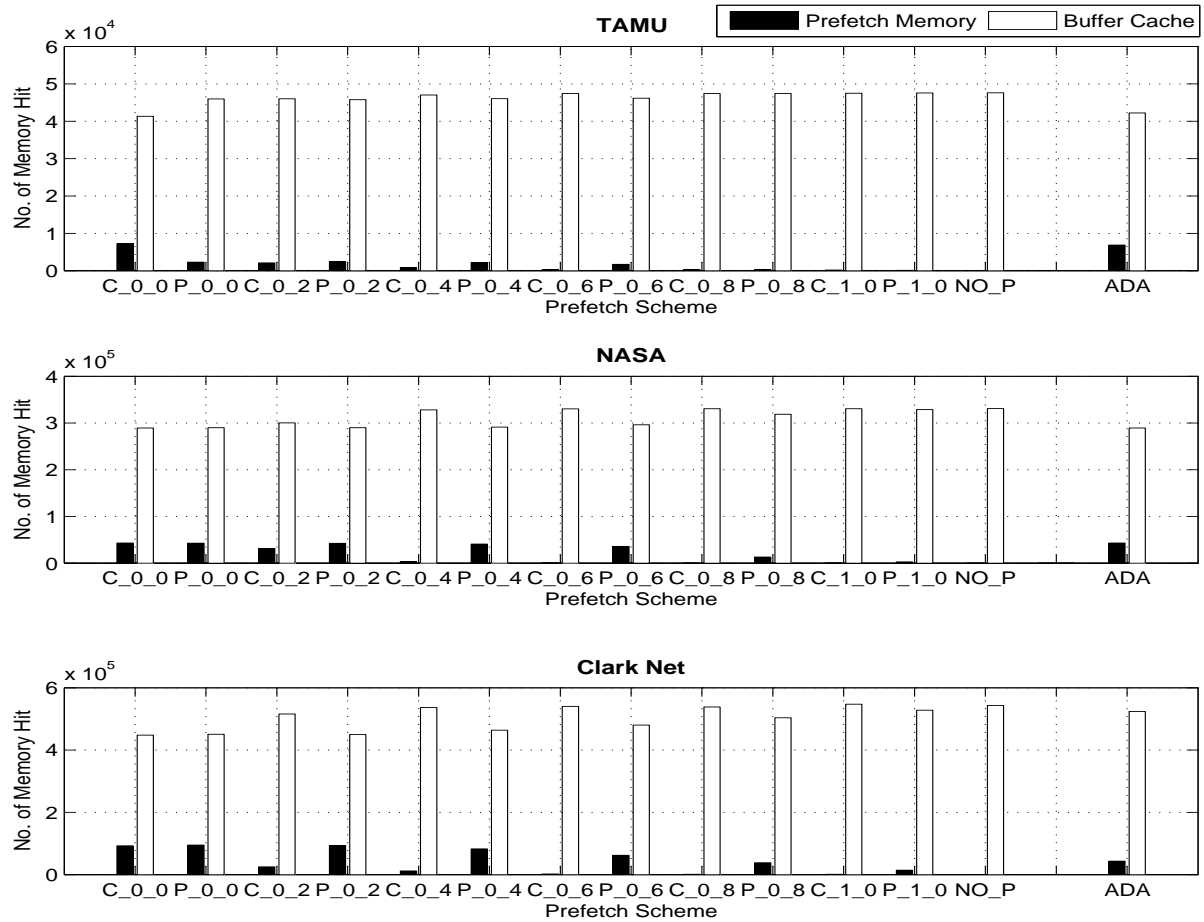 Prefetch Memory Buffer Cache
TAMU
x 10^4
6
5
4
3
2
1
0
No. of Memory Hit
C_0_0 P_0_0 C_0_2 P_0_2 C_0_4 P_0_4 C_0_6 P_0_6 C_0_8 P_0_8 C_1_0 P_1_0 NO_P ADA
Prefetch Scheme
NASA
x 10^5
4
3
2
1
0
No. of Memory Hit
C_0_0 P_0_0 C_0_2 P_0_2 C_0_4 P_0_4 C_0_6 P_0_6 C_0_8 P_0_8 C_1_0 P_1_0 NO_P ADA
Prefetch Scheme
Clark Net
x 10^5
6
4
2
0
No. of Memory Hit
C_0_0 P_0_0 C_0_2 P_0_2 C_0_4 P_0_4 C_0_6 P_0_6 C_0_8 P_0_8 C_1_0 P_1_0 NO_P ADA
Prefetch Scheme